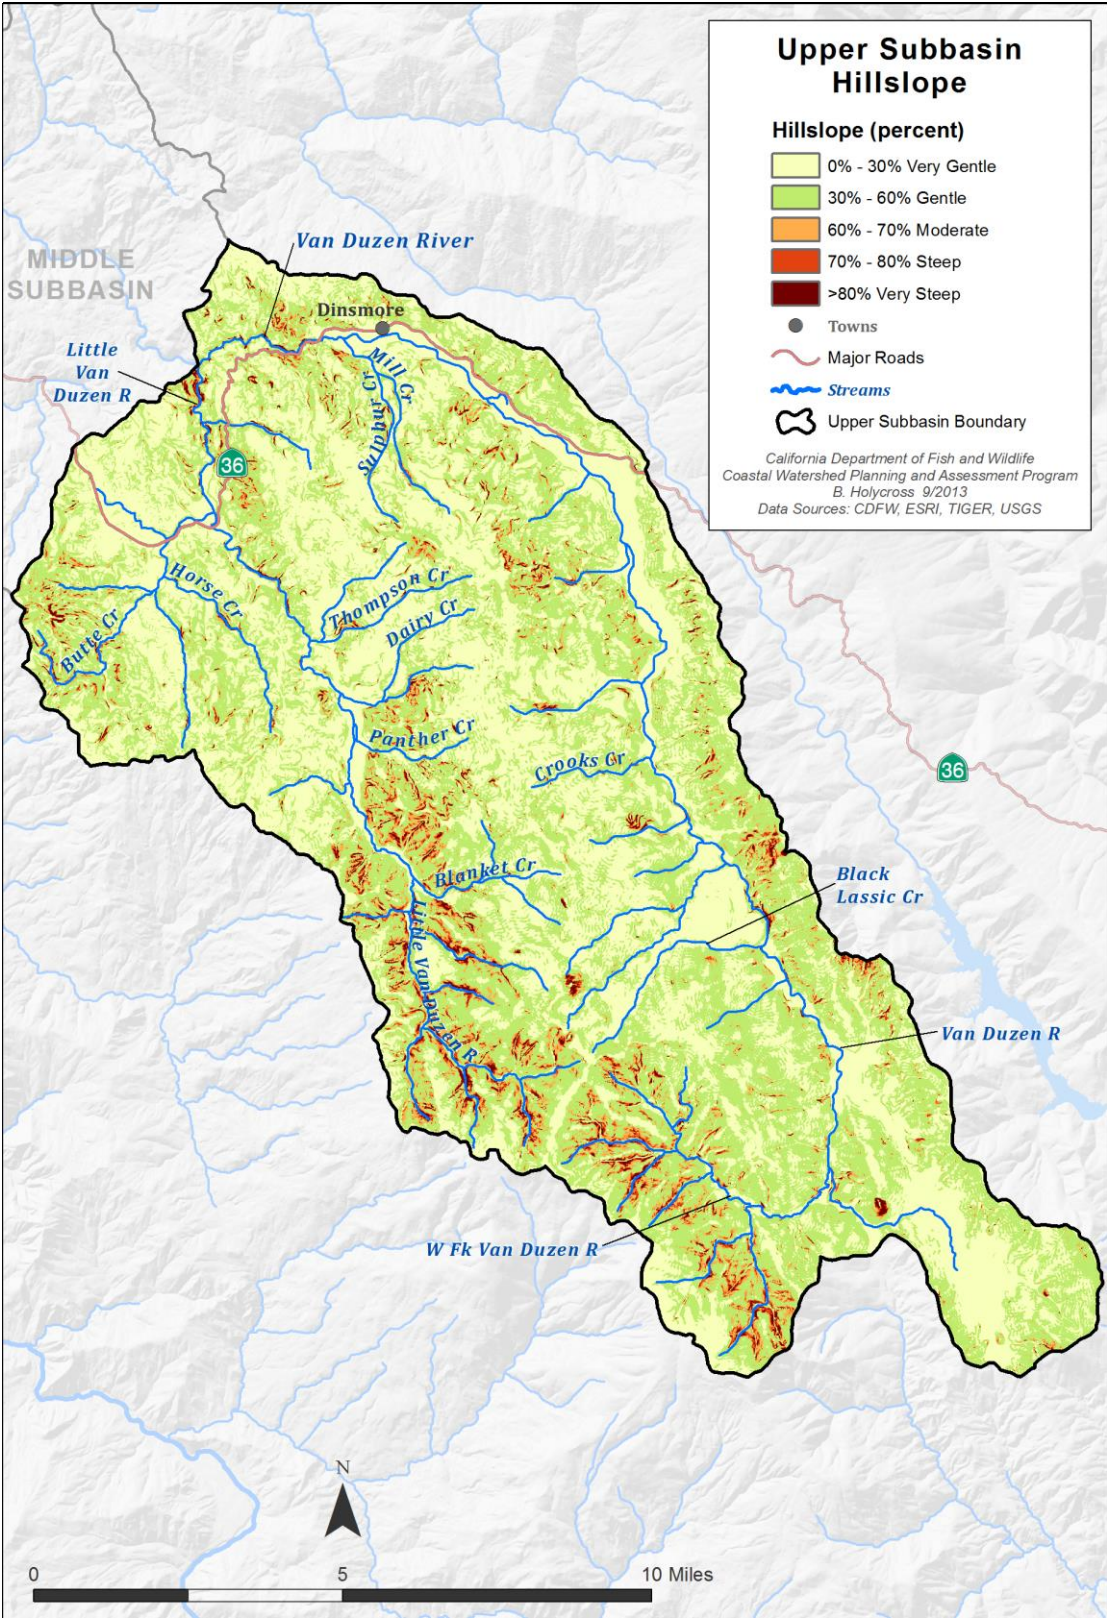 Upper Subbasin
Hillslope
Hillslope (percent)
0% - 30% Very Gentle
30% - 60% Gentle
60% - 70% Moderate
70% - 80% Steep
>80% Very Steep
Towns
Major Roads
Streams
Upper Subbasin Boundary
California Department of Fish and Wildlife
Coastal Watershed Planning and Assessment Program
B. Holycross 9/2013
Data Sources: CDFW, ESRI, TIGER, USGS
MIDDLE
SUBBASIN
Van Duzen River
Dinsmore
Little
Van
Duzen R
Mill Cr
Sulphur Cr
36
Horse Cr
Butte Cr
Thompson Cr
Dairy Cr
Panther Cr
Crooks Cr
36
Blanket Cr
Black
Lassic Cr
Little Van Duzen R
Van Duzen R
W Fk Van Duzen R
N
0 5 10 Miles